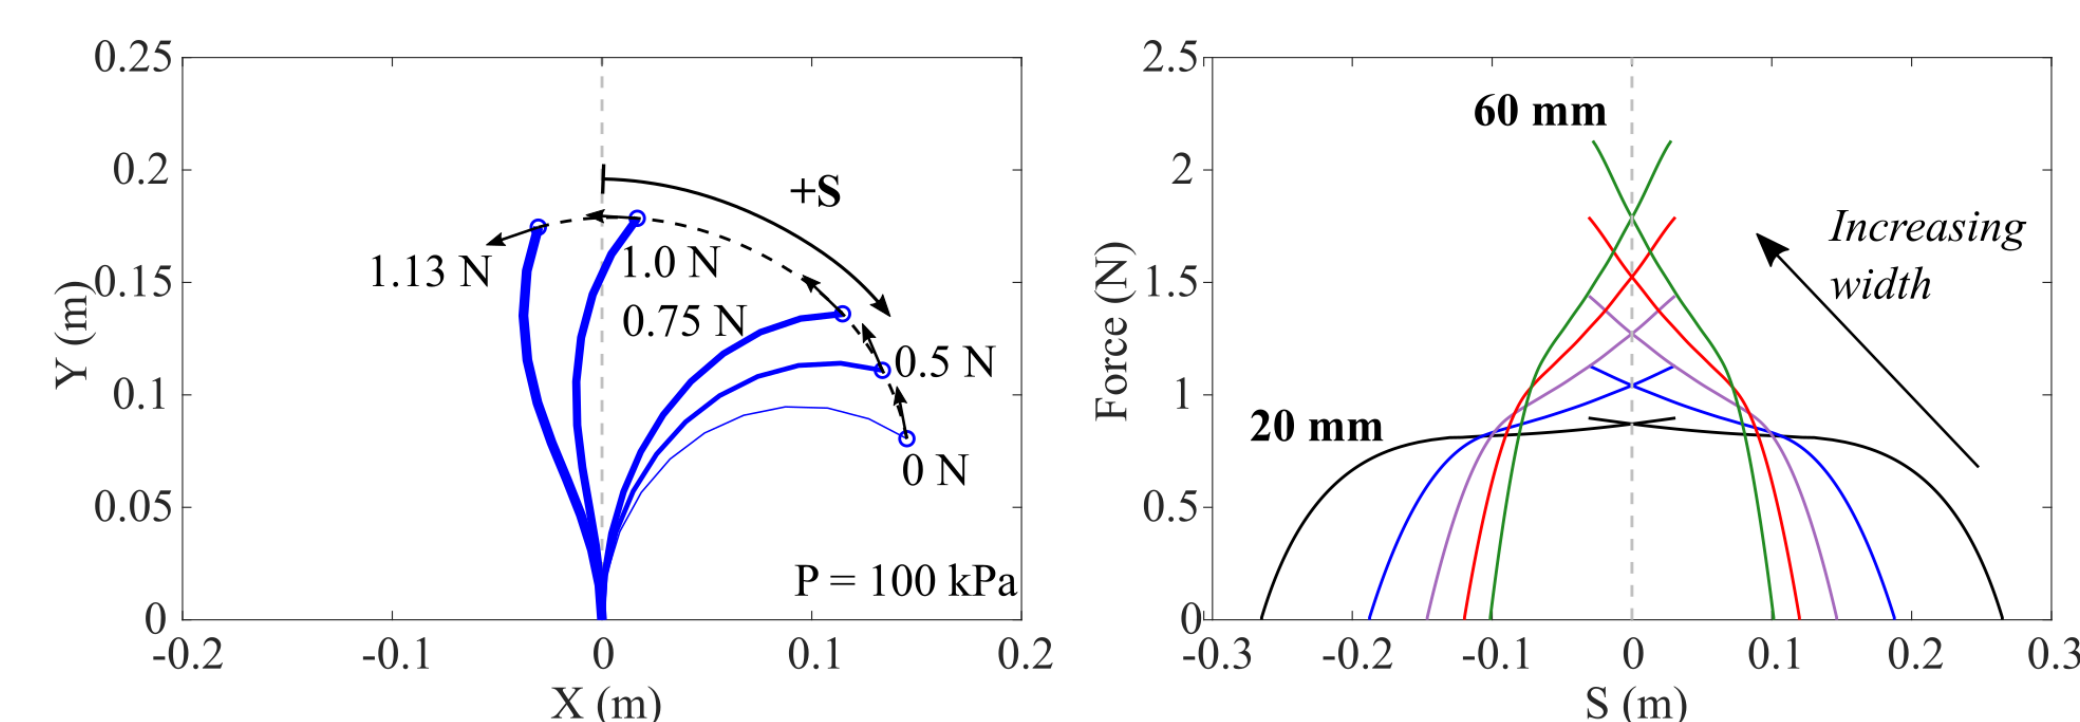 0.25
0.2
0.15
0.1
0.05
0
-0.2
-0.1
0
0.1
0.2
X (m)
Y (m)
+S
1.13 N
1.0 N
0.75 N
0.5 N
0 N
P = 100 kPa
2.5
2
1.5
1
0.5
0
-0.3
-0.2
-0.1
0
0.1
0.2
0.3
S (m)
Force (N)
60 mm
20 mm
Increasing
width